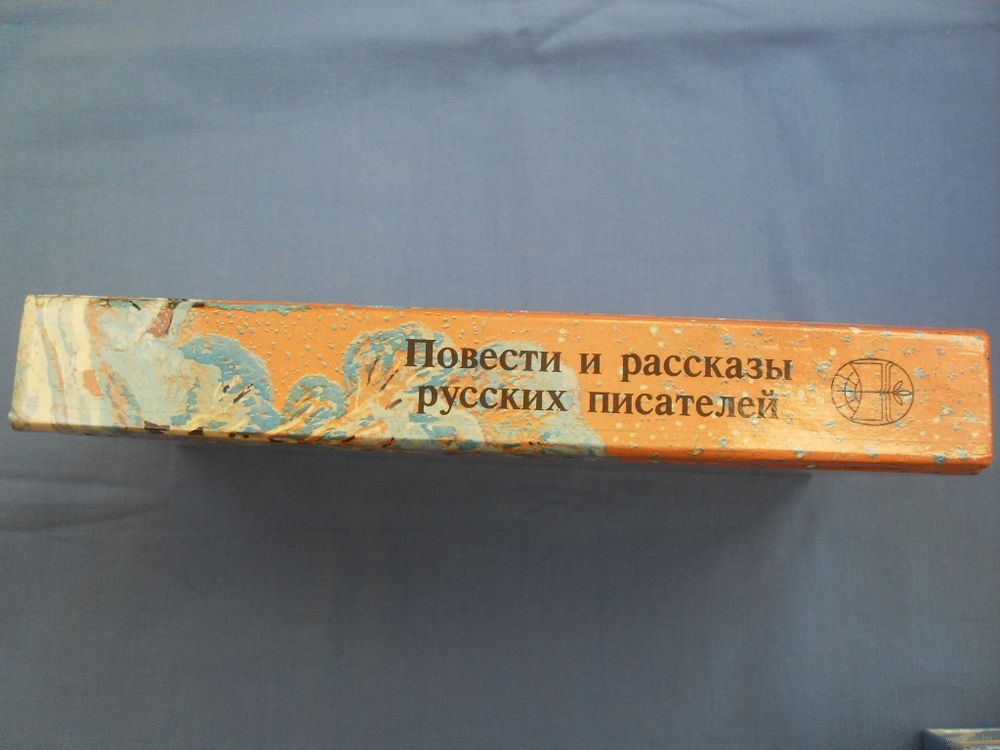 Повести и рассказы
русских писателей